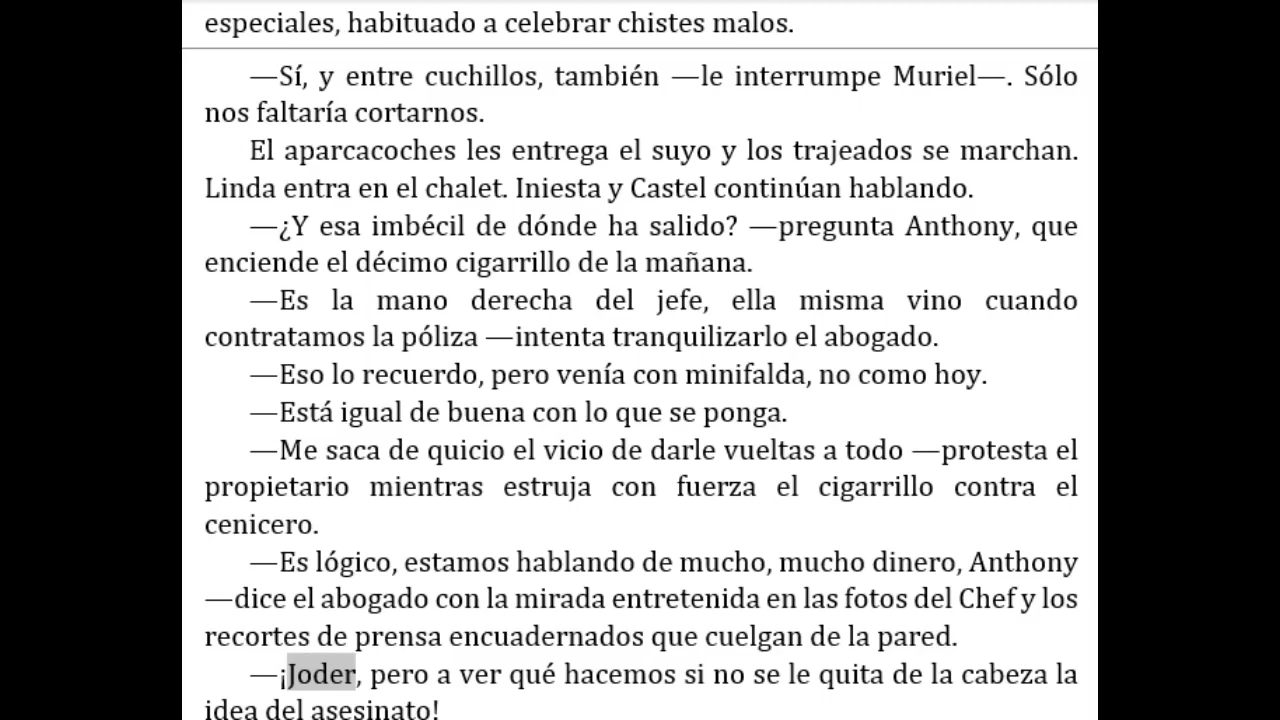 especiales, habituado a celebrar chistes malos.
—Sí, y entre cuchillos, también —le interrumpe Muriel—. Sólo
nos faltaría cortarnos.
El aparcacoches les entrega el suyo y los trajeados se marchan.
Linda entra en el chalet. Iniesta y Castel continúan hablando.
—¿Y esa imbécil de dónde ha salido? —pregunta Anthony, que
enciende el décimo cigarrillo de la mañana.
—Es la mano derecha del jefe, ella misma vino cuando
contratamos la póliza —intenta tranquilizarlo el abogado.
—Eso lo recuerdo, pero venía con minifalda, no como hoy.
—Está igual de buena con lo que se ponga.
—Me saca de quicio el vicio de darle vueltas a todo —protesta el
propietario mientras estruja con fuerza el cigarrillo contra el
cenicero.
—Es lógico, estamos hablando de mucho, mucho dinero, Anthony
—dice el abogado con la mirada entretenida en las fotos del Chef y los
recortes de prensa encuadernados que cuelgan de la pared.
—¡Joder, pero a ver qué hacemos si no se le quita de la cabeza la
idea del asesinato!